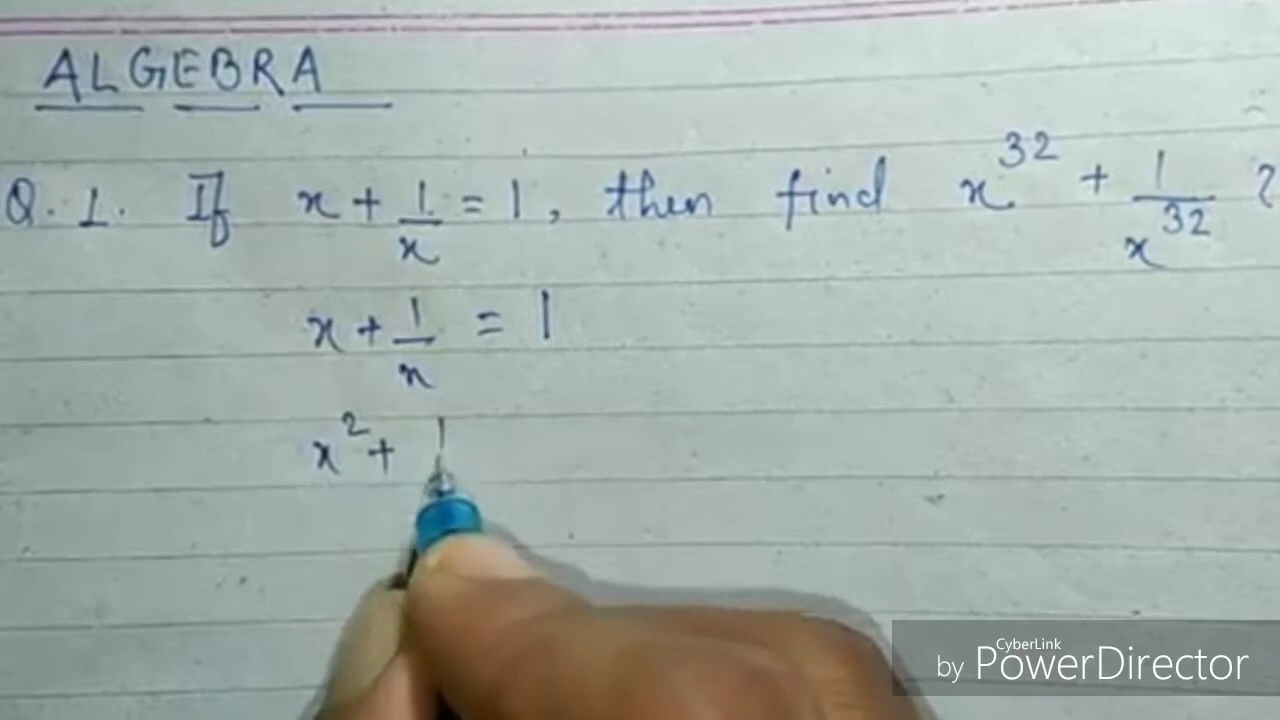 ALGEBRA
Q.1. If x + 1/x = 1, then find x^32 + 1/x^32 ?
x + 1/x = 1
x^2 + 1
CyberLink
by PowerDirector